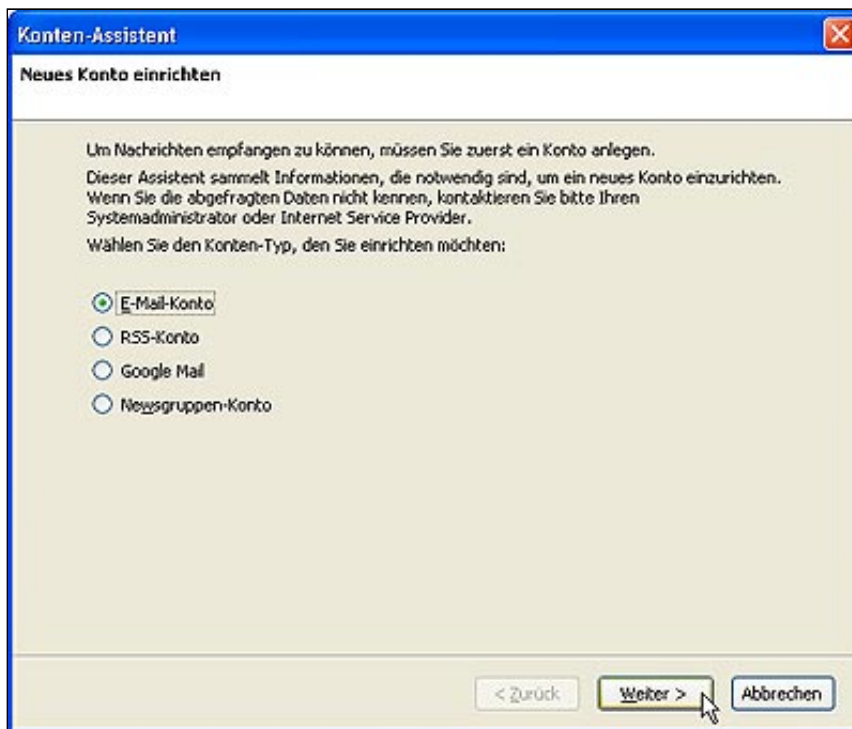 Konten-Assistent
Neues Konto einrichten
Um Nachrichten empfangen zu können, müssen Sie zuerst ein Konto anlegen.
Dieser Assistent sammelt Informationen, die notwendig sind, um ein neues Konto einzurichten.
Wenn Sie die abgefragten Daten nicht kennen, kontaktieren Sie bitte Ihren
Systemadministrator oder Internet Service Provider.
Wählen Sie den Konten-Typ, den Sie einrichten möchten:
E-Mail-Konto
RSS-Konto
Google Mail
Newsgruppen-Konto
< Zurück Weiter > Abbrechen